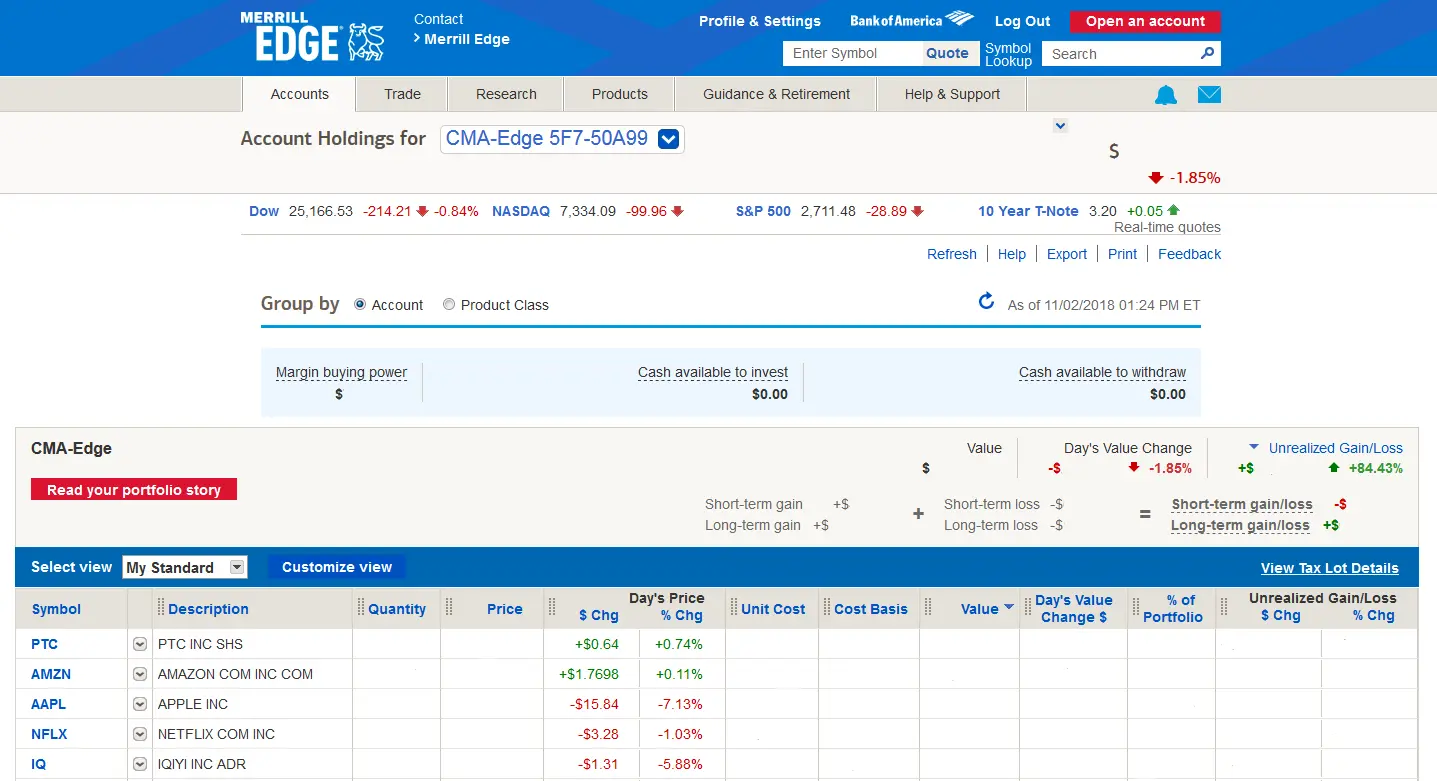 MERRILL EDGE Contact
> Merrill Edge
Profile & Settings Bank of America Log Out Open an account
Enter Symbol Quote Symbol Lookup Search
Accounts Trade Research Products Guidance & Retirement Help & Support
Account Holdings for CMA-Edge 5F7-50A99
$
-1.85%
Dow 25,166.53 -214.21 -0.84% NASDAQ 7,334.09 -99.96 S&P 500 2,711.48 -28.89 10 Year T-Note 3.20 +0.05
Real-time quotes
Refresh Help Export Print Feedback
Group by Account Product Class As of 11/02/2018 01:24 PM ET
Margin buying power Cash available to invest Cash available to withdraw
$ $0.00 $0.00
CMA-Edge Value Day's Value Change Unrealized Gain/Loss
$ -$ -1.85% +$ +84.43%
Read your portfolio story
Short-term gain +$ + Short-term loss -$ = Short-term gain/loss -$
Long-term gain +$ Long-term loss -$ Long-term gain/loss +$
Select view My Standard Customize view View Tax Lot Details
Symbol Description Quantity Price Day's Price $ Chg % Chg Unit Cost Cost Basis Value Day's Value Change $ % of Portfolio Unrealized Gain/Loss $ Chg % Chg
PTC PTC INC SHS +$0.64 +0.74%
AMZN AMAZON COM INC COM +$1.7698 +0.11%
AAPL APPLE INC -$15.84 -7.13%
NFLX NETFLIX COM INC -$3.28 -1.03%
IQ IQIYI INC ADR -$1.31 -5.88%